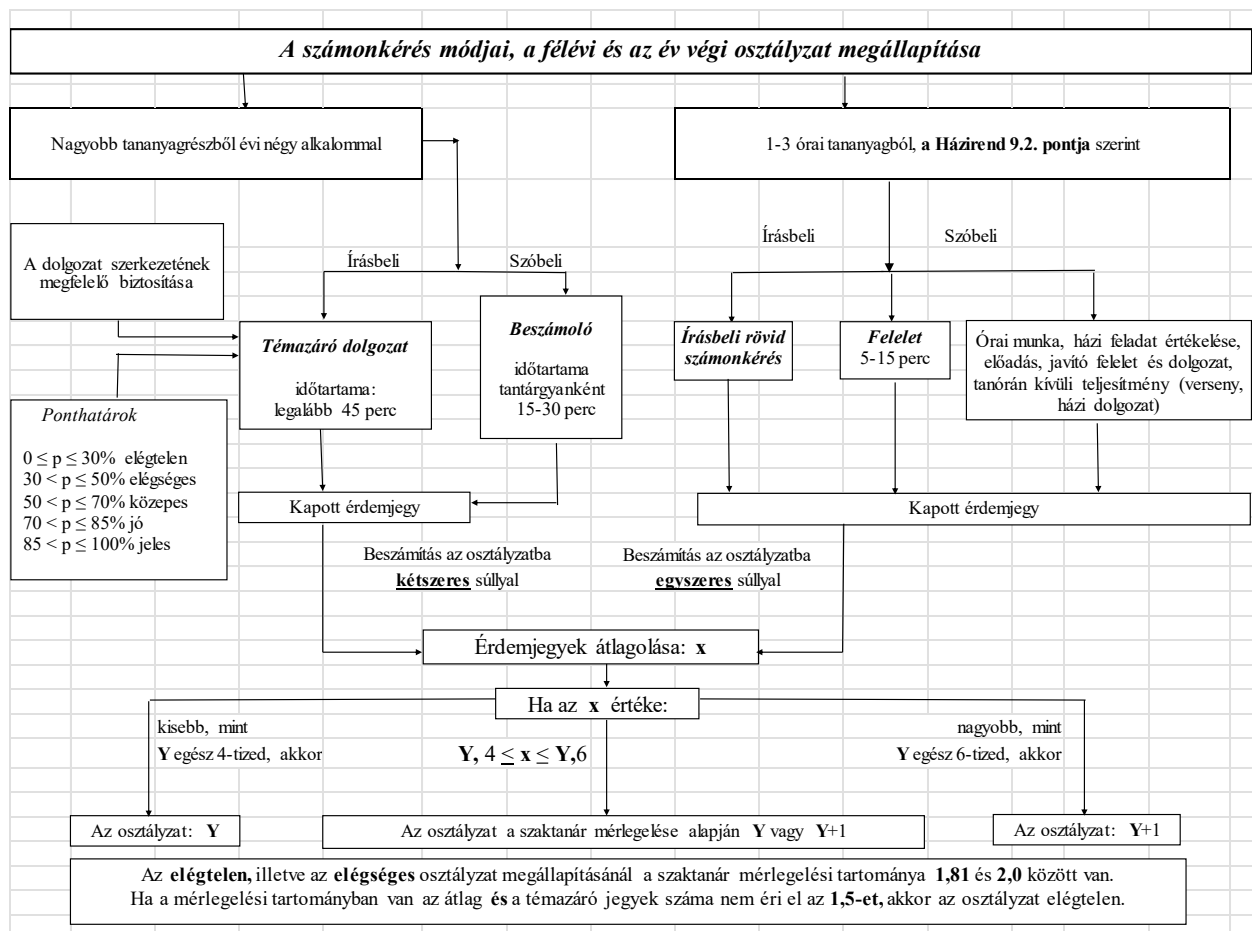 A számonkérés módjai, a félévi és az év végi osztályzat megállapítása
Nagyobb tananyagrészből évi négy alkalommal
1-3 órai tananyagból, a Házirend 9.2. pontja szerint
A dolgozat szerkezetének
megfelelő biztosítása
Írásbeli
Szóbeli
Írásbeli
Szóbeli
Témazáró dolgozat
időtartama:
legalább 45 perc
Beszámoló
időtartama
tantárgyanként
15-30 perc
Írásbeli rövid
számonkérés
Felelet
5-15 perc
Órai munka, házi feladat értékelése,
előadás, javító felelet és dolgozat,
tanórán kívüli teljesítmény (verseny,
házi dolgozat)
Ponthatárok
0 ≤ p ≤ 30% elégtelen
30 < p ≤ 50% elégséges
50 < p ≤ 70% közepes
70 < p ≤ 85% jó
85 < p ≤ 100% jeles
Kapott érdemjegy
Kapott érdemjegy
Beszámítás az osztályzatba
kétszeres súllyal
Beszámítás az osztályzatba
egyszeres súllyal
Érdemjegyek átlagolása: x
Ha az x értéke:
kisebb, mint
Y egész 4-tized, akkor
Y, 4 ≤ x ≤ Y,6
nagyobb, mint
Y egész 6-tized, akkor
Az osztályzat: Y
Az osztályzat a szaktanár mérlegelése alapján Y vagy Y+1
Az osztályzat: Y+1
Az elégtelen, illetve az elégséges osztályzat megállapításánál a szaktanár mérlegelési tartománya 1,81 és 2,0 között van.
Ha a mérlegelési tartományban van az átlag és a témazáró jegyek száma nem éri el az 1,5-et, akkor az osztályzat elégtelen.